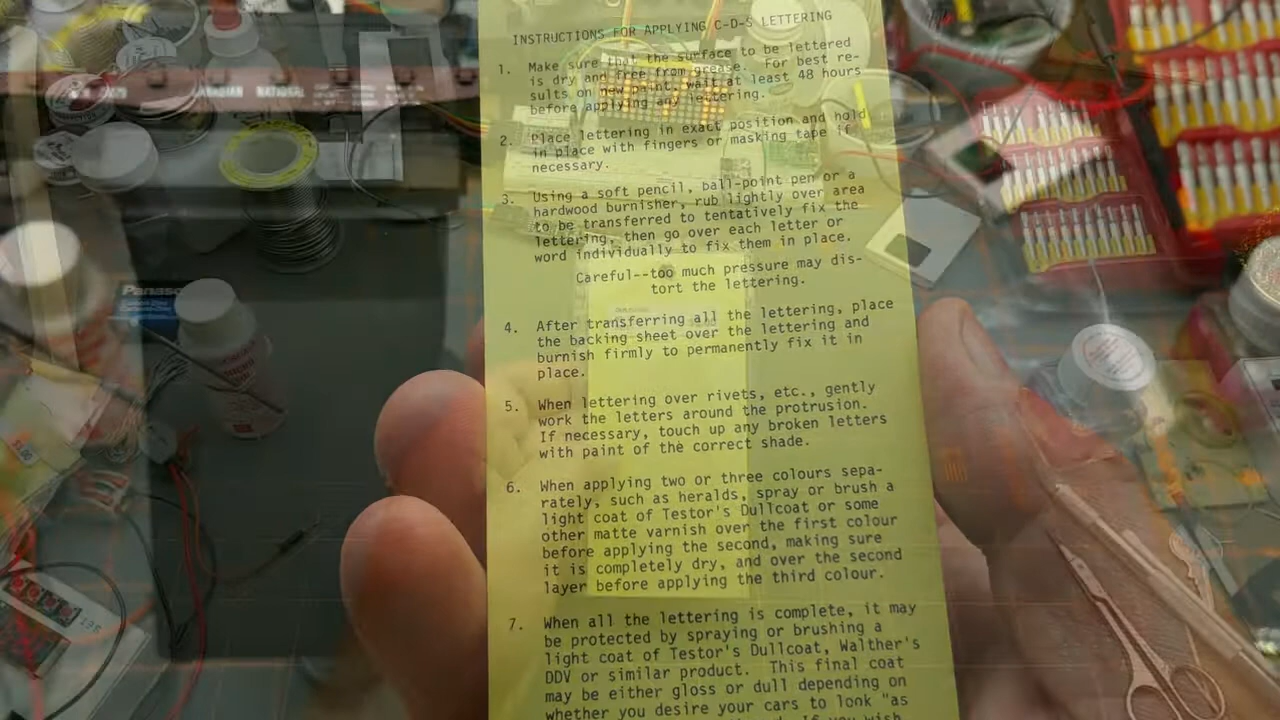 INSTRUCTIONS FOR APPLYING C-D-S LETTERING
1. Make sure that the surface to be lettered
is dry and free from grease. For best re-
sults on new paint, wait at least 48 hours
before applying any lettering.
2. Place lettering in exact position and hold
in place with fingers or masking tape if
necessary.
3. Using a soft pencil, ball-point pen or a
hardwood burnisher, rub lightly over area
to be transferred to tentatively fix the
lettering, then go over each letter or
word individually to fix them in place.
Careful--too much pressure may dis-
tort the lettering.
4. After transferring all the lettering, place
the backing sheet over the lettering and
burnish firmly to permanently fix it in
place.
5. When lettering over rivets, etc., gently
work the letters around the protrusion.
If necessary, touch up any broken letters
with paint of the correct shade.
6. When applying two or three colours sepa-
rately, such as heralds, spray or brush a
light coat of Testor's Dullcoat or some
other matte varnish over the first colour
before applying the second, making sure
it is completely dry, and over the second
layer before applying the third colour.
7. When all the lettering is complete, it may
be protected by spraying or brushing a
light coat of Testor's Dullcoat, Walther's
DDV or similar product. This final coat
may be either gloss or dull depending on
whether you desire your cars to look "as
If you wish
NATIONAL
Panaso